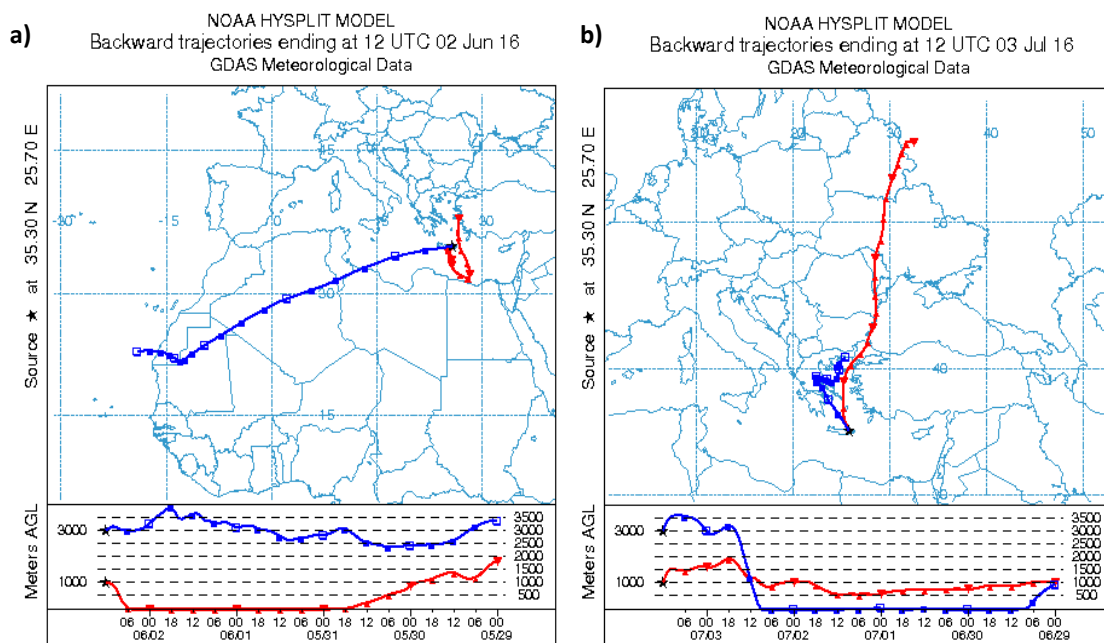 a)
NOAA HYSPLIT MODEL
Backward trajectories ending at 12 UTC 02 Jun 16
GDAS Meteorological Data
Source ★ at 35.30 N 25.70 E
45
30
15
-15
Meters AGL
3000
1000
3500
3000
2500
2000
1500
1000
500
06 00 18 12 06 00 18 12 06 00 18 12 06 00 18 12 06 00
06/02 06/01 05/31 05/30 05/29
b)
NOAA HYSPLIT MODEL
Backward trajectories ending at 12 UTC 03 Jul 16
GDAS Meteorological Data
Source ★ at 35.30 N 25.70 E
20
30
40
50
50
40
Meters AGL
3000
1000
3500
3000
2500
2000
1500
1000
500
06 00 18 12 06 00 18 12 06 00 18 12 06 00 18 12 06 00
07/03 07/02 07/01 06/30 06/29